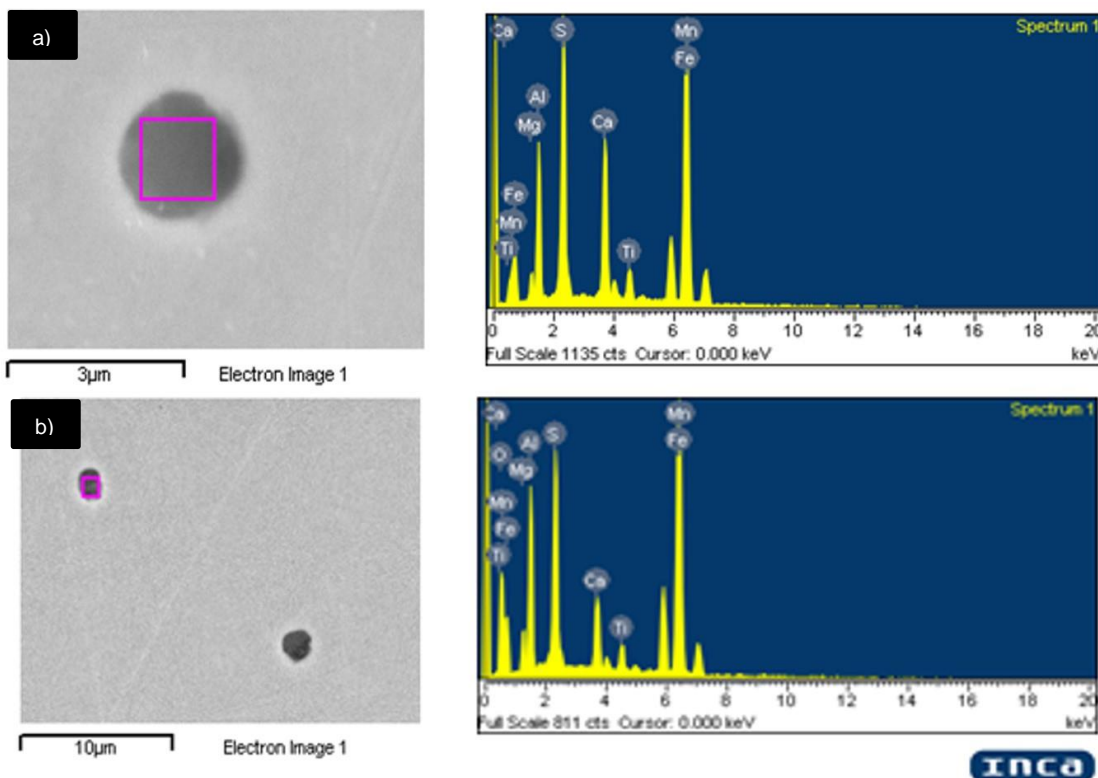 a)
Spectrum 1
Ca S Mn
Fe
Al
Mg Ca
Fe
Mn
Ti Ti
0 2 4 6 8 10 12 14 16 18 20
Full Scale 1135 cts Cursor: 0.000 keV keV
3µm Electron Image 1
b)
Spectrum 1
Ca Mn
S Fe
Al
O
Mg
Mn
Fe
Ti Ca
Ti
0 2 4 6 8 10 12 14 16 18 20
Full Scale 811 cts Cursor: 0.000 keV keV
10µm Electron Image 1
INCA